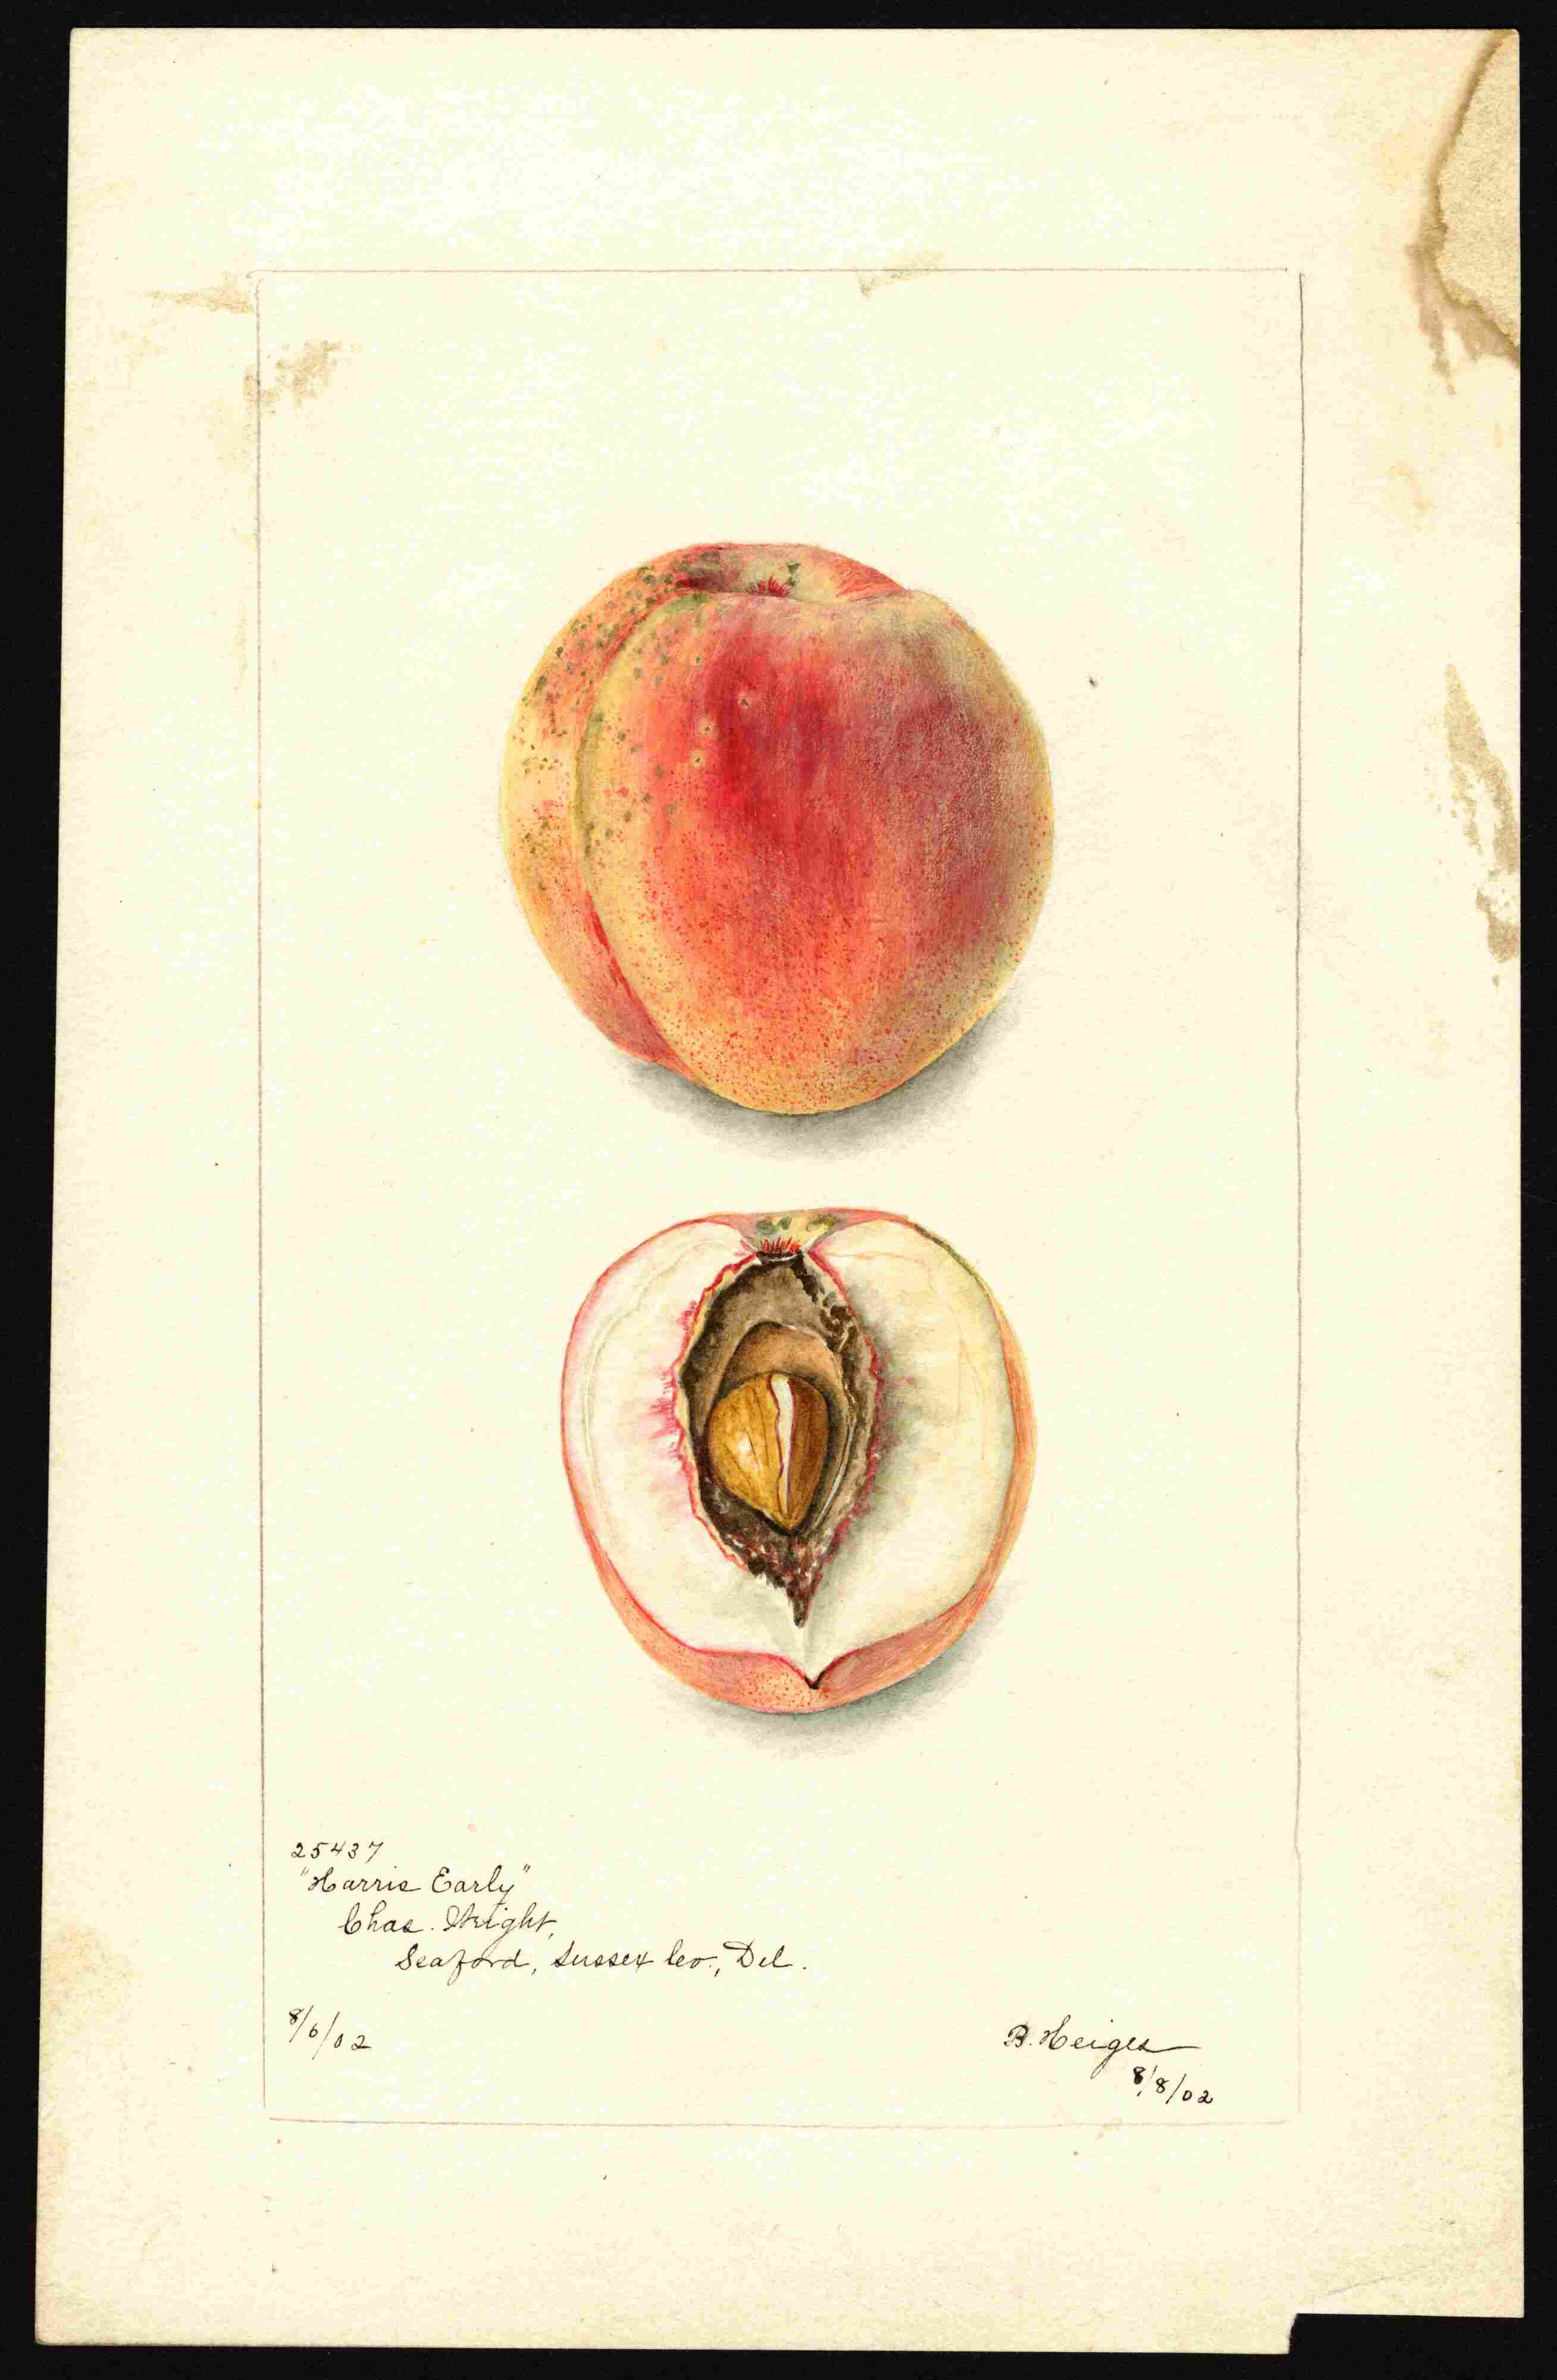 25437
"Harris Early"
Chas. Wright,
Seaford, Sussex Co., Del.
8/6/02
B. Heiges
8/8/02